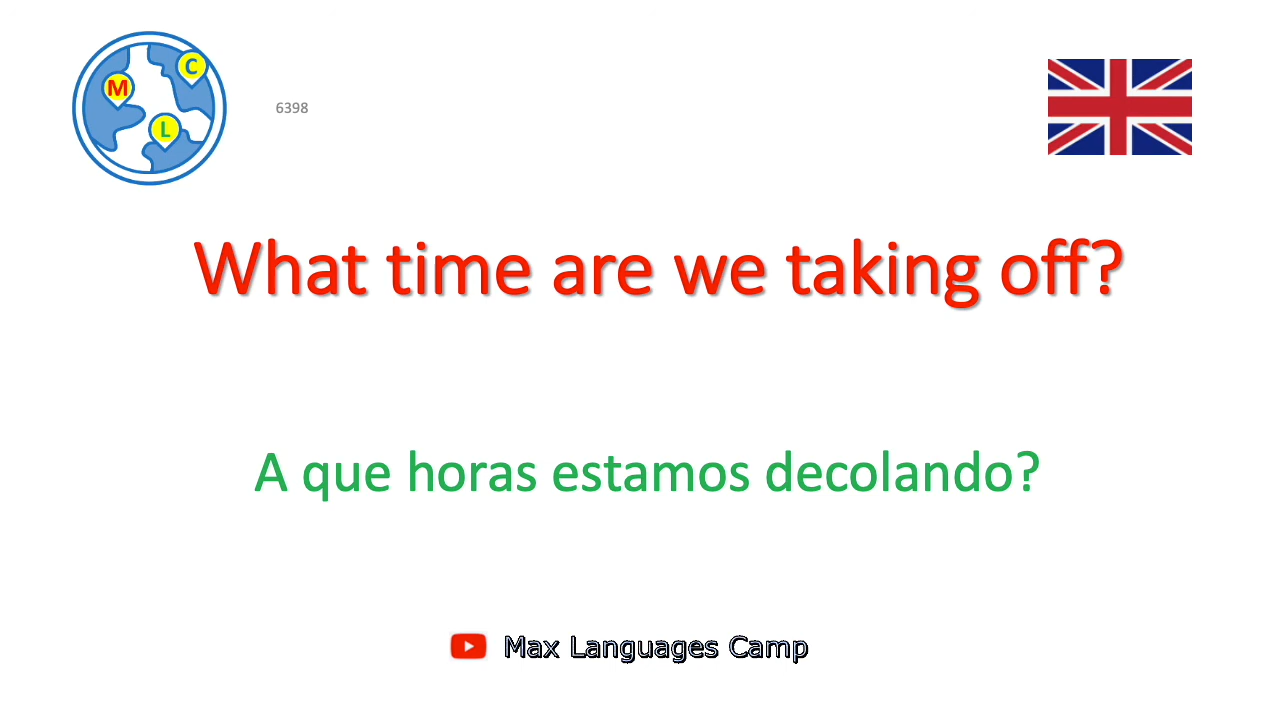 M
C
L
6398
What time are we taking off?
A que horas estamos decolando?
Max Languages Camp